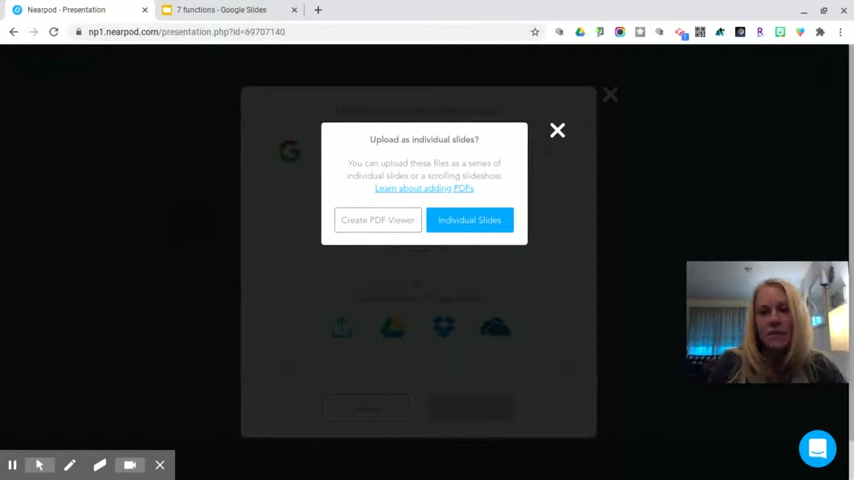 Nearpod - Presentation
7 functions - Google Slides
np1.nearpod.com/presentation.php?id=69707140
Upload as individual slides?
You can upload these files as a series of
individual slides or a scrolling slideshow.
Learn about adding PDFs
Create PDF Viewer
Individual Slides